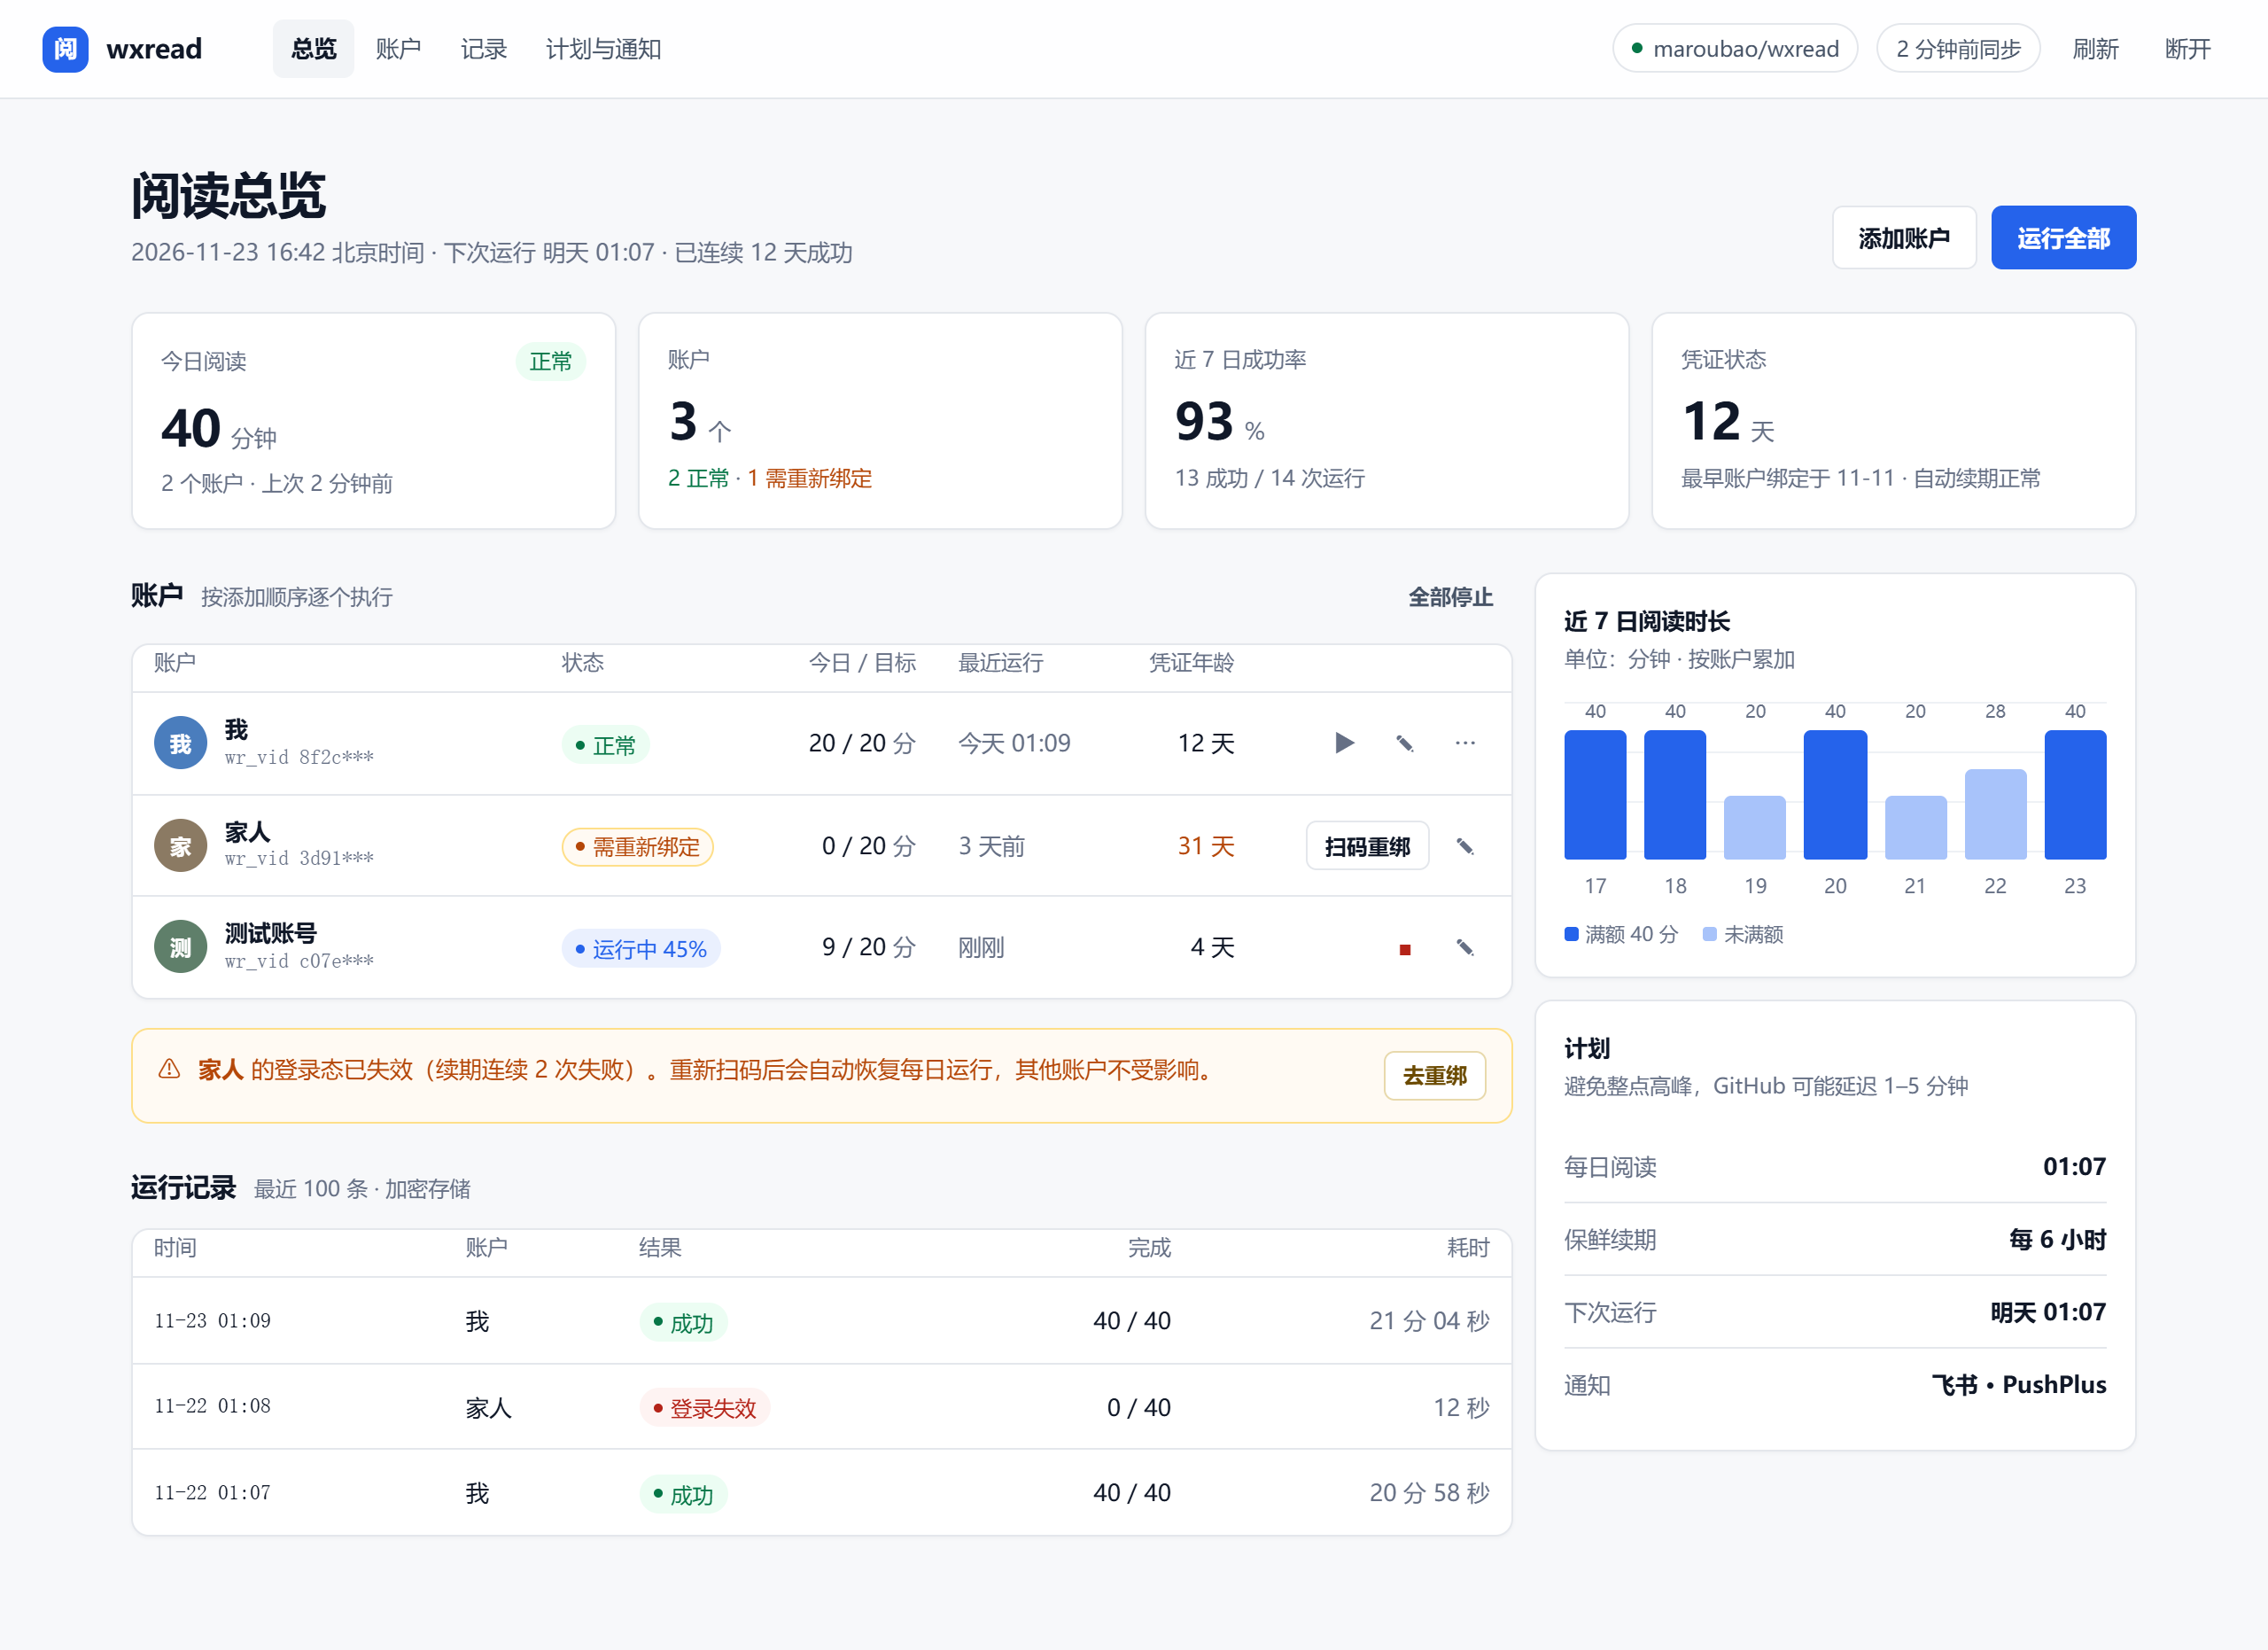 阅 wxread 总览 账户 记录 计划与通知 maroubao/wxread 2 分钟前同步 刷新 断开
阅读总览
2026-11-23 16:42 北京时间 · 下次运行 明天 01:07 · 已连续 12 天成功
添加账户 运行全部
今日阅读 正常
40 分钟
2 个账户 · 上次 2 分钟前
账户
3 个
2 正常 · 1 需重新绑定
近 7 日成功率
93 %
13 成功 / 14 次运行
凭证状态
12 天
最早账户绑定于 11-11 · 自动续期正常
账户 按添加顺序逐个执行 全部停止
账户 状态 今日 / 目标 最近运行 凭证年龄
我 我 正常 20 / 20 分 今天 01:09 12 天 ···
wr_vid 8f2c***
家 家人 需重新绑定 0 / 20 分 3 天前 31 天 扫码重绑
wr_vid 3d91***
测 测试账号 运行中 45% 9 / 20 分 刚刚 4 天
wr_vid c07e***
家人 的登录态已失效（续期连续 2 次失败）。重新扫码后会自动恢复每日运行，其他账户不受影响。 去重绑
运行记录 最近 100 条 · 加密存储
时间 账户 结果 完成 耗时
11-23 01:09 我 成功 40 / 40 21 分 04 秒
11-22 01:08 家人 登录失效 0 / 40 12 秒
11-22 01:07 我 成功 40 / 40 20 分 58 秒
近 7 日阅读时长
单位：分钟 · 按账户累加
40 40 20 40 20 28 40
17 18 19 20 21 22 23
满额 40 分 未满额
计划
避免整点高峰，GitHub 可能延迟 1–5 分钟
每日阅读 01:07
保鲜续期 每 6 小时
下次运行 明天 01:07
通知 飞书 • PushPlus